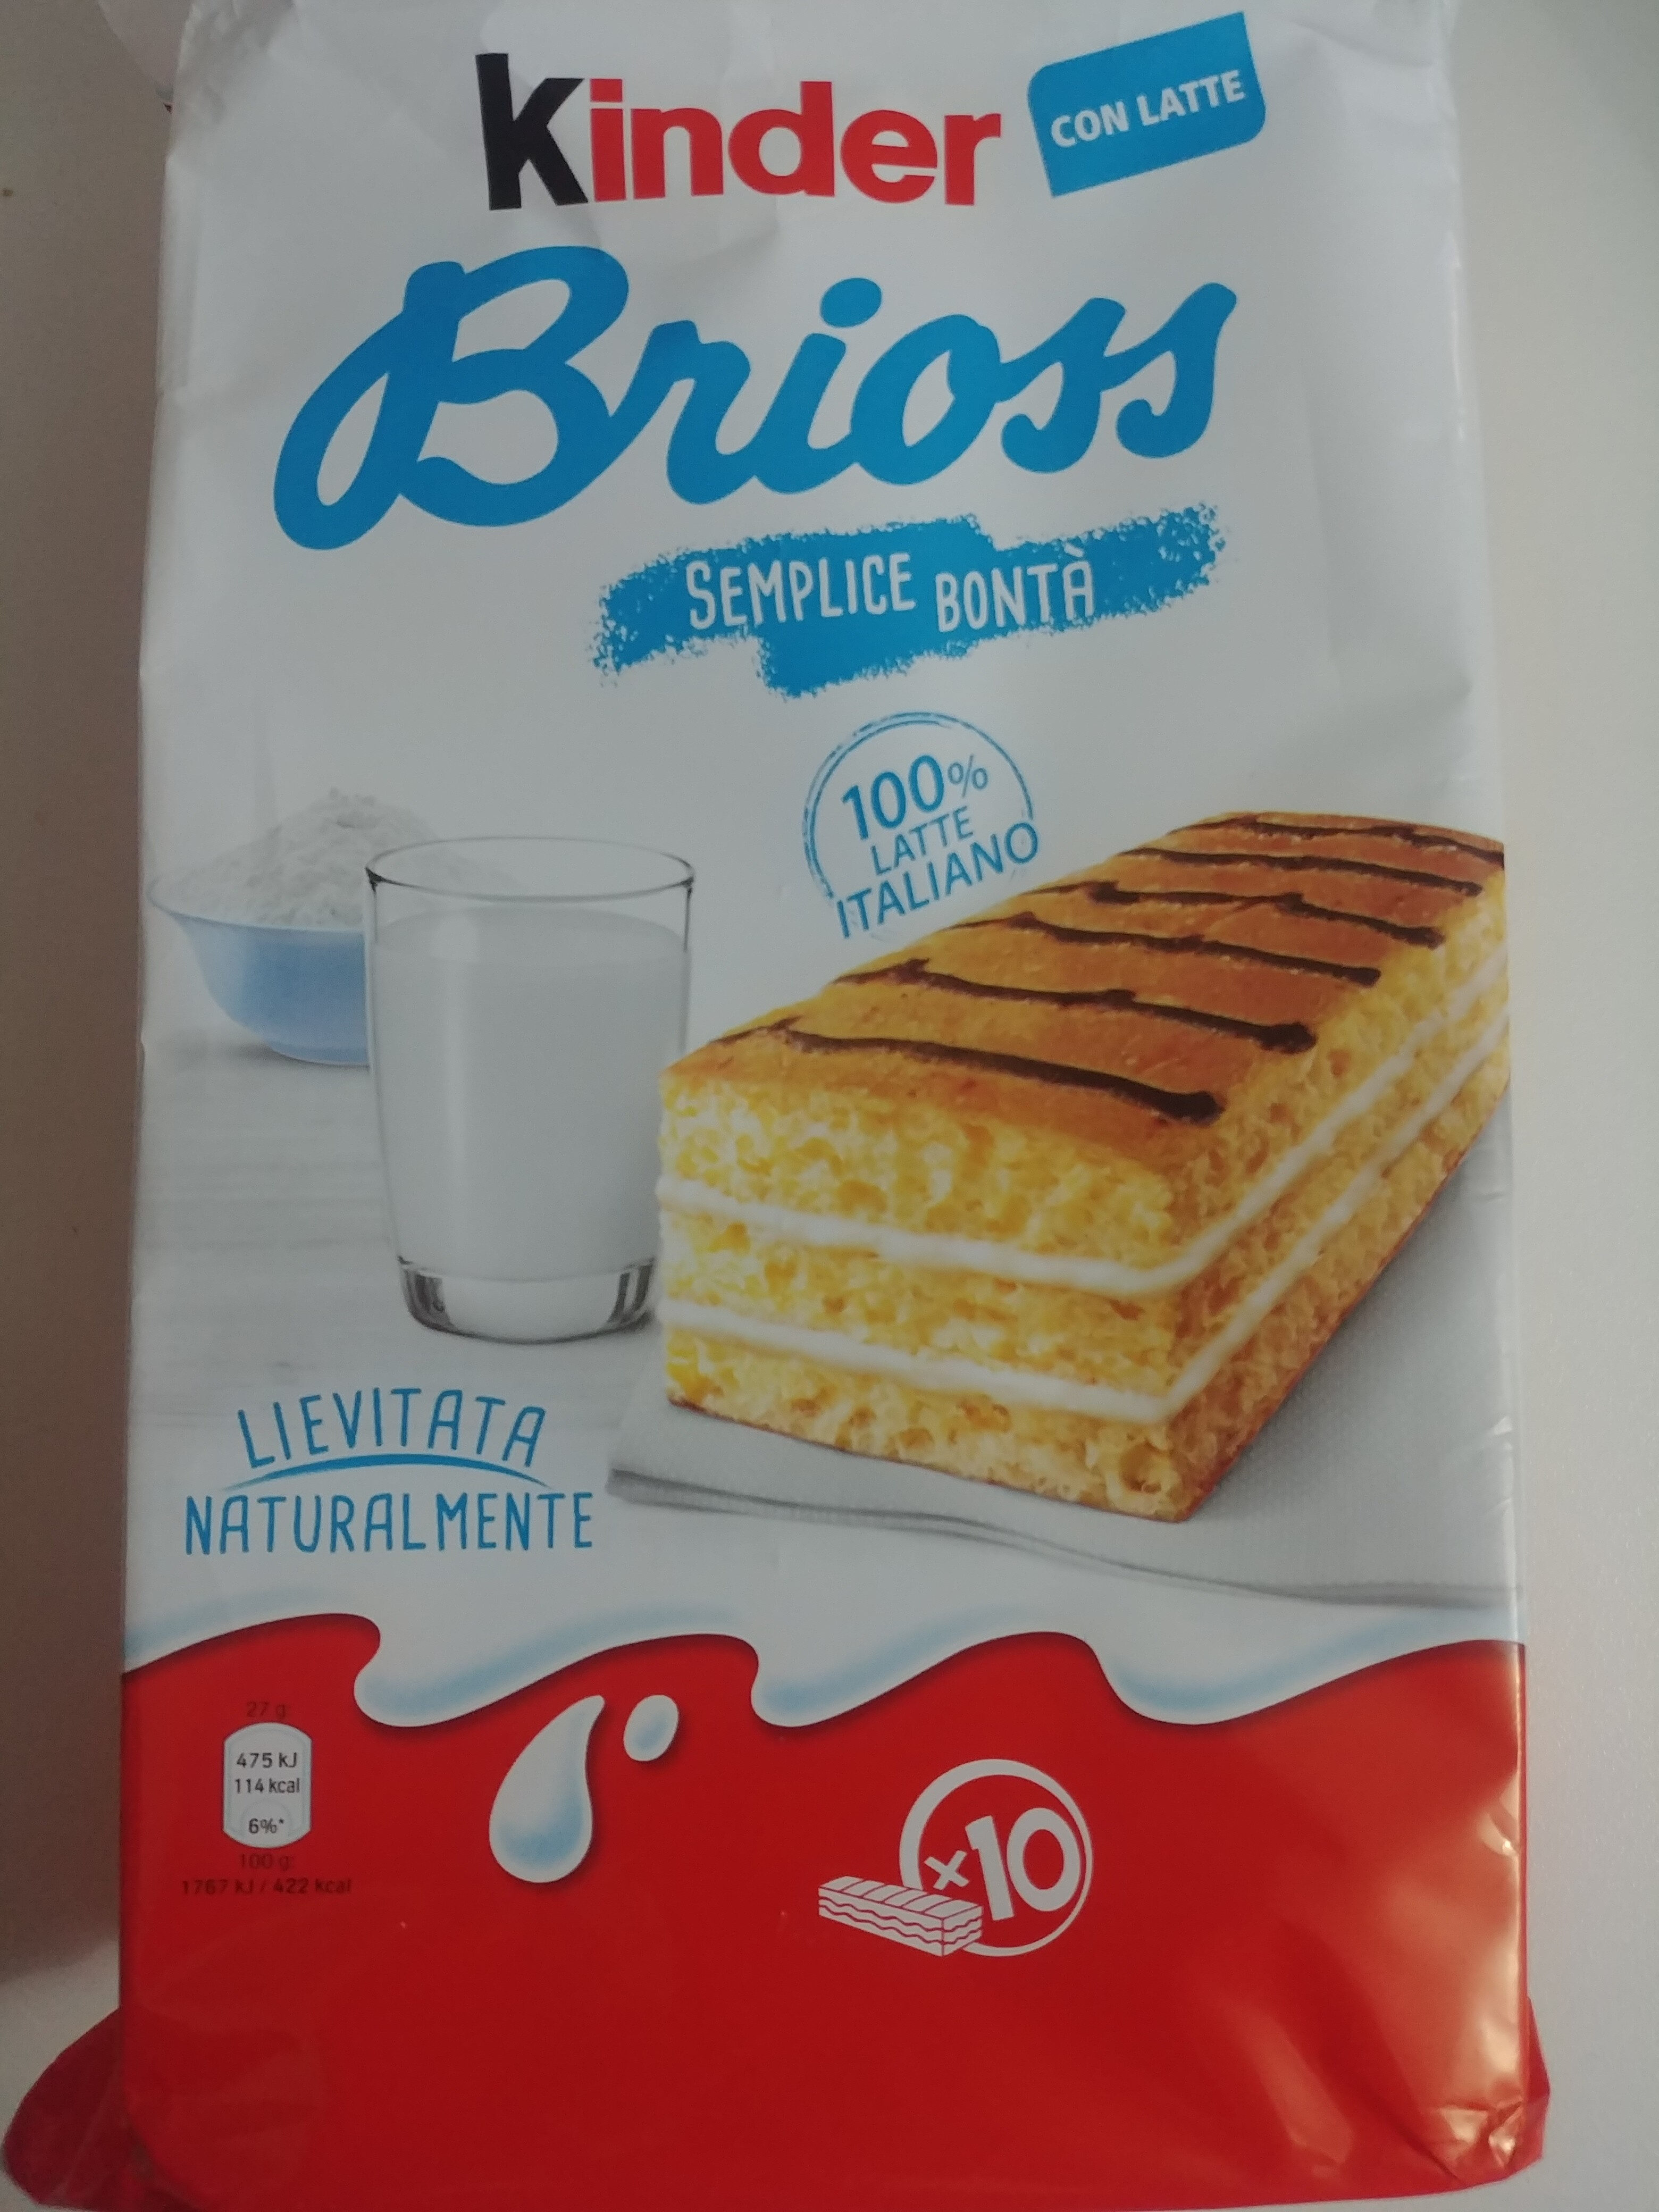 Kinder
CON LATTE
Brioss
SEMPLICE BONTÀ
100%
LATTE
ITALIANO
LIEVITATA
NATURALMENTE
27 g:
475 kJ
114 kcal
6%*
100 g:
1767 kJ / 422 kcal
x10